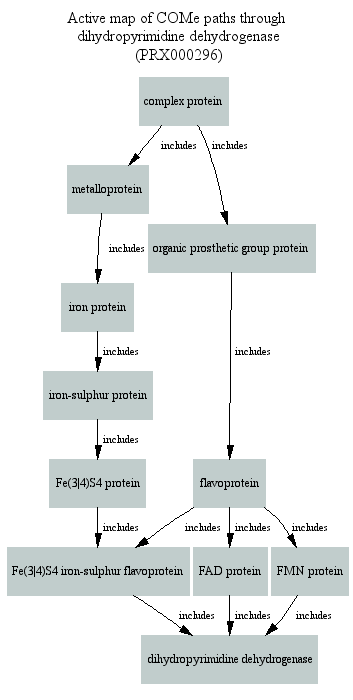 Active map of COMe paths through
dihydropyrimidine dehydrogenase
(PRX000296)
complex protein
includes
includes
metalloprotein
organic prosthetic group protein
includes
iron protein
includes
includes
iron-sulphur protein
includes
Fe(3|4)S4 protein
flavoprotein
includes
includes
includes
includes
Fe(3|4)S4 iron-sulphur flavoprotein
FAD protein
FMN protein
includes
includes
includes
dihydropyrimidine dehydrogenase